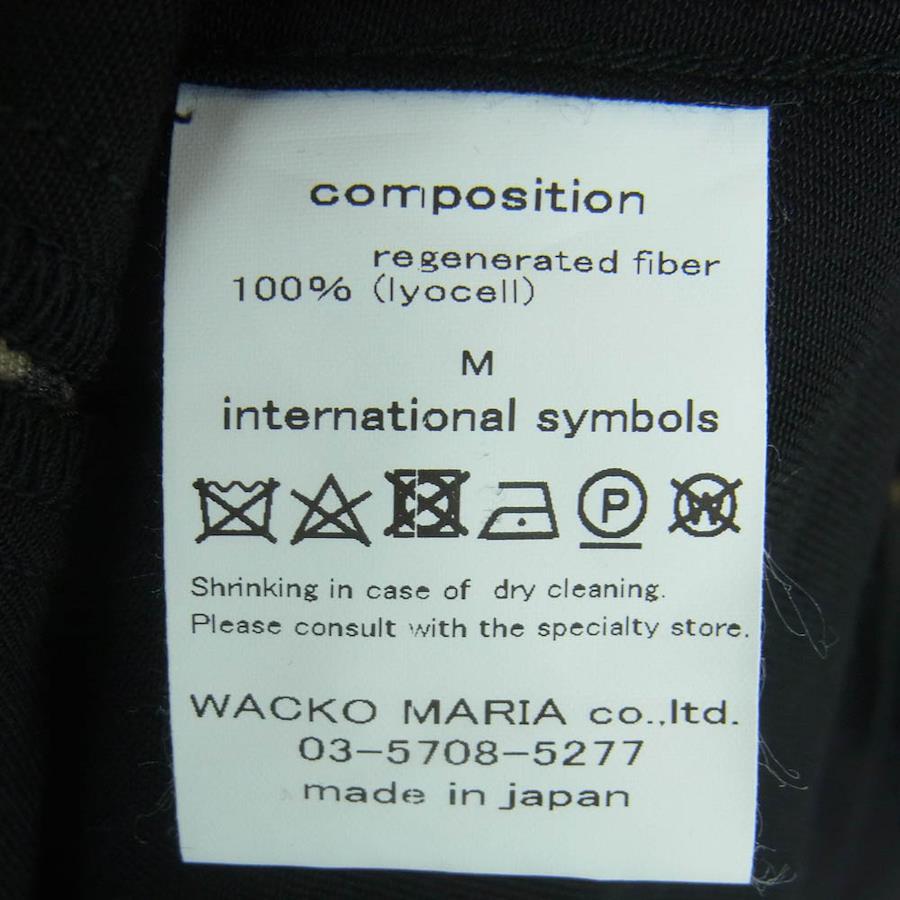 composition
regenerated fiber
100% (lyocell)
M
international symbols
P W
Shrinking in case of dry cleaning.
Please consult with the specialty store.
WACKO MARIA co.,ltd.
03-5708-5277
made in japan